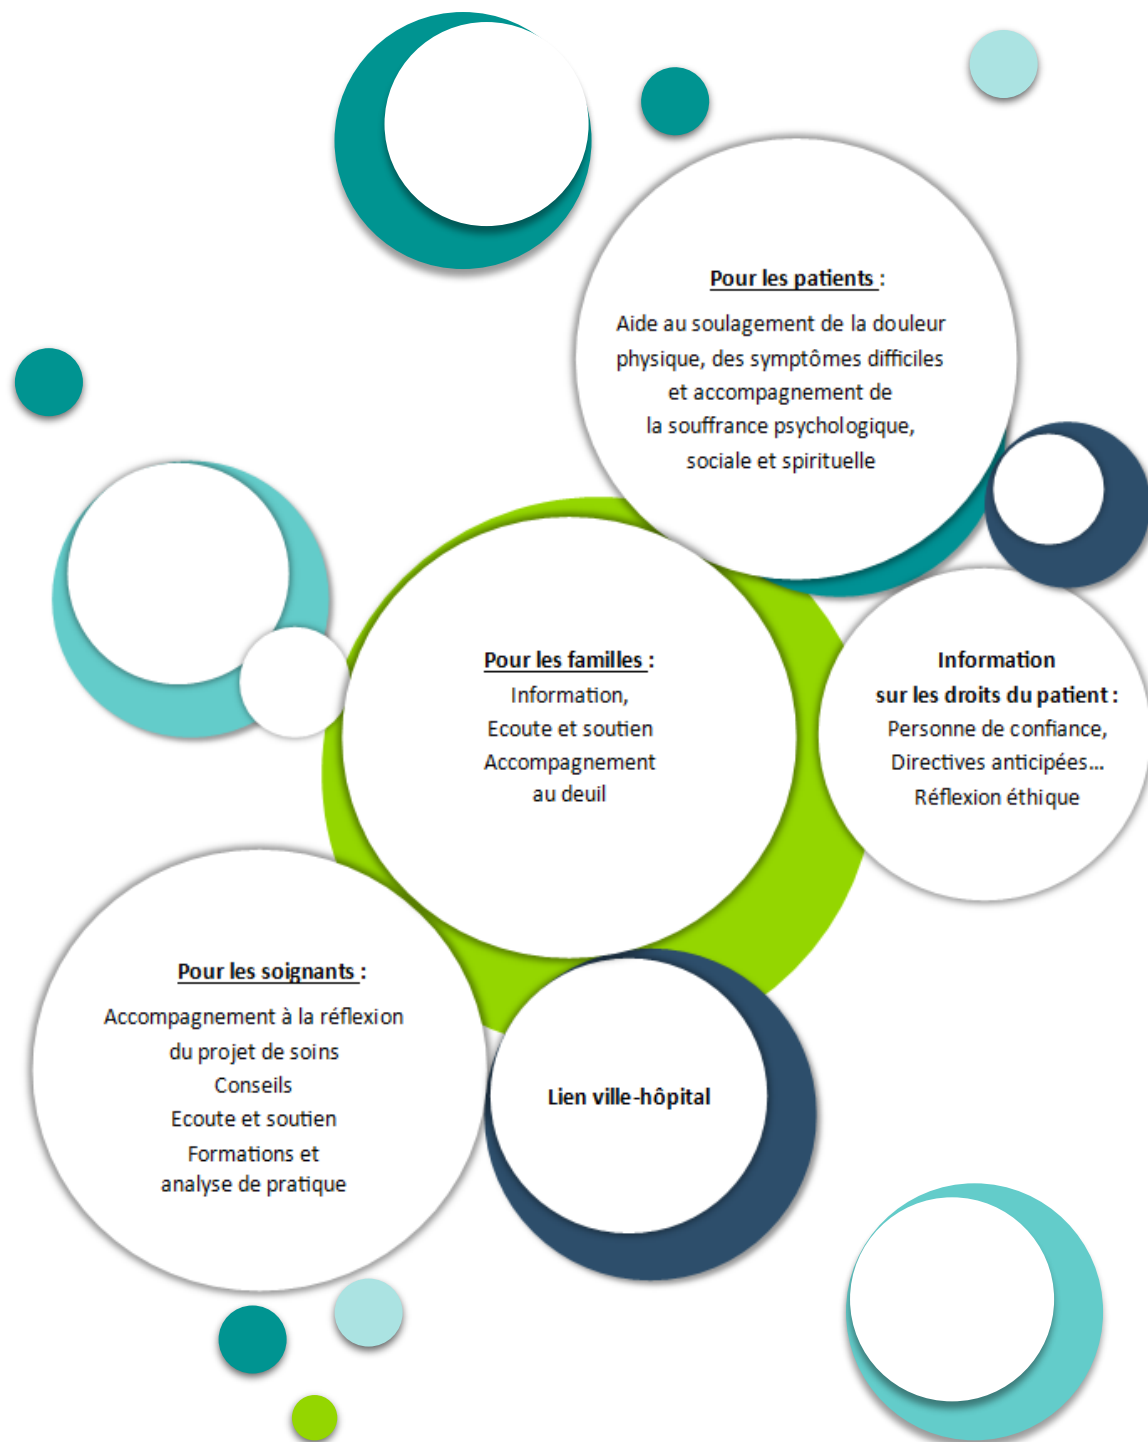 Pour les patients :
Aide au soulagement de la douleur
physique, des symptômes difficiles
et accompagnement de
la souffrance psychologique,
sociale et spirituelle
Pour les familles :
Information,
Ecoute et soutien
Accompagnement
au deuil
Information
sur les droits du patient :
Personne de confiance,
Directives anticipées...
Réflexion éthique
Pour les soignants :
Accompagnement à la réflexion
du projet de soins
Conseils
Ecoute et soutien
Formations et
analyse de pratique
Lien ville-hôpital